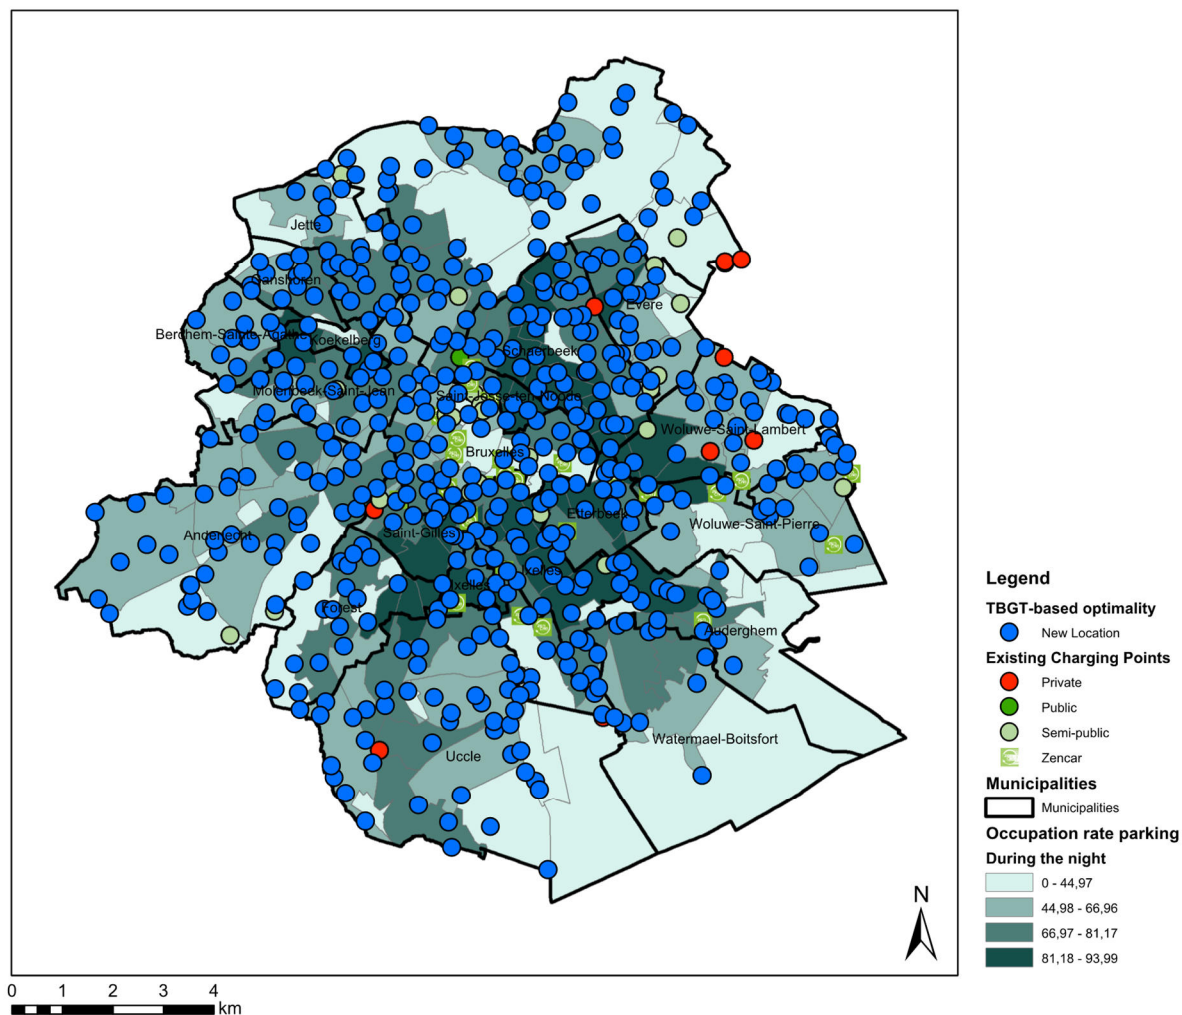 Jette
Ganshoren
Evere
Berchem-Sainte-Agathe
Koekelberg
Schaerbeek
Molenbeek-Saint-Jean
Saint-Josse-ten-Noode
Woluwe-Saint-Lambert
Bruxelles
Etterbeek
Woluwe-Saint-Pierre
Anderlecht
Saint-Gilles
Ixelles
Ixelles
Forest
Auderghem
Watermael-Boitsfort
Uccle
N
0 1 2 3 4
km
Legend
TBGT-based optimality
New Location
Existing Charging Points
Private
Public
Semi-public
Zencar
Municipalities
Municipalities
Occupation rate parking
During the night
0 - 44,97
44,98 - 66,96
66,97 - 81,17
81,18 - 93,99